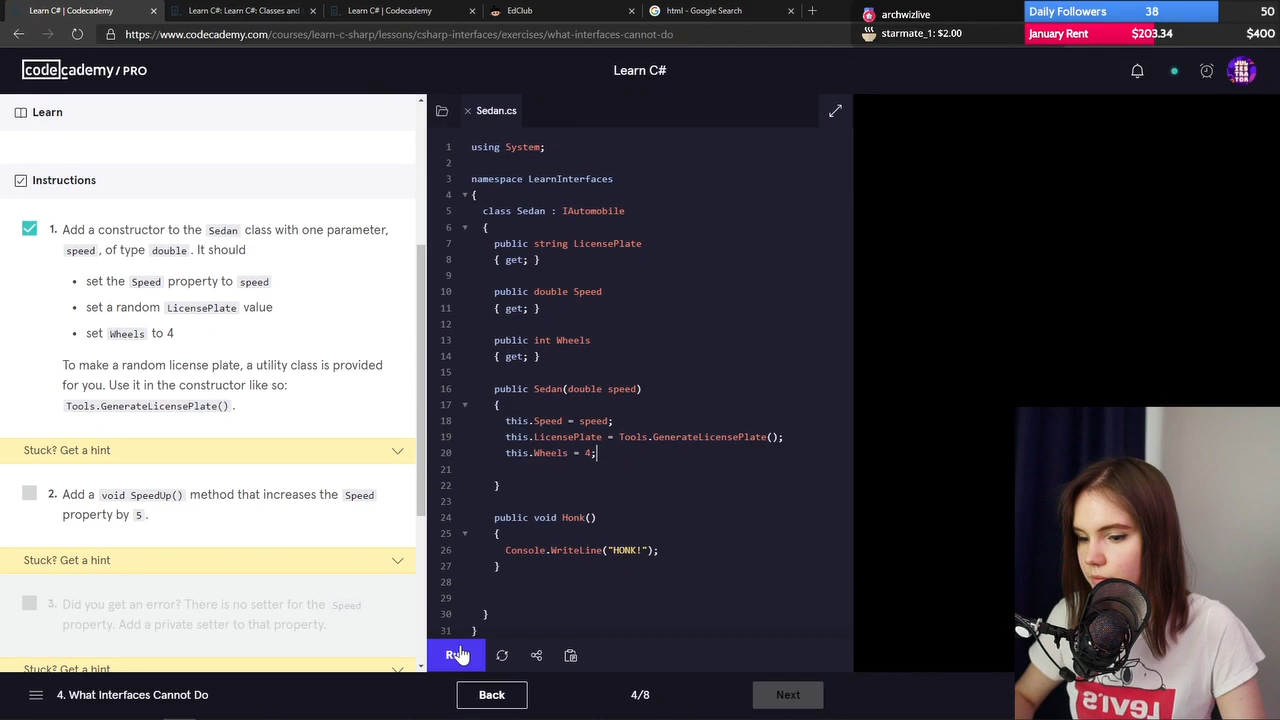 Learn C# | Codecademy
Learn C#: Learn C#: Classes and
Learn C# | Codecademy
EdClub
html - Google Search
https://www.codecademy.com/courses/learn-c-sharp/lessons/csharp-interfaces/exercises/what-interfaces-cannot-do
archwizlive
starmate_1: $2.00
Daily Followers 38 50
January Rent $203.34 $400
codecademy / PRO
Learn C#
Learn
Instructions
1. Add a constructor to the Sedan class with one parameter,
speed, of type double. It should
• set the Speed property to speed
• set a random LicensePlate value
• set Wheels to 4
To make a random license plate, a utility class is provided
for you. Use it in the constructor like so:
Tools.GenerateLicensePlate().
Stuck? Get a hint
2. Add a void SpeedUp() method that increases the Speed
property by 5.
Stuck? Get a hint
3. Did you get an error? There is no setter for the Speed
property. Add a private setter to that property.
Stuck? Get a hint
Sedan.cs
1 using System;
2
3 namespace LearnInterfaces
4 {
5 class Sedan : IAutomobile
6 {
7 public string LicensePlate
8 { get; }
9
10 public double Speed
11 { get; }
12
13 public int Wheels
14 { get; }
15
16 public Sedan(double speed)
17 {
18 this.Speed = speed;
19 this.LicensePlate = Tools.GenerateLicensePlate();
20 this.Wheels = 4;
21
22 }
23
24 public void Honk()
25 {
26 Console.WriteLine("HONK!");
27 }
28
29
30 }
31 }
4. What Interfaces Cannot Do
Back
4/8
Next
LEVI'S